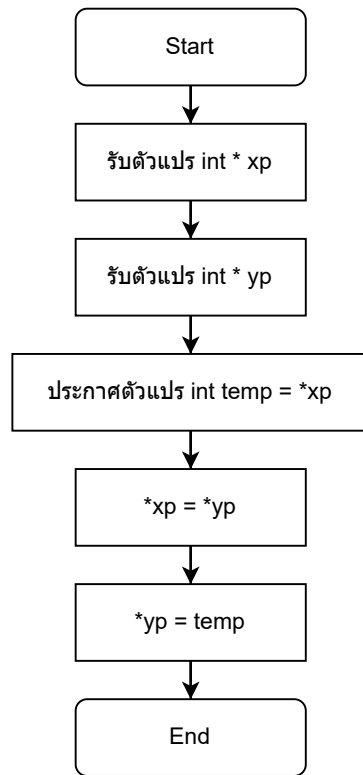 Start
รับตัวแปร int * xp
รับตัวแปร int * yp
ประกาศตัวแปร int temp = *xp
*xp = *yp
*yp = temp
End